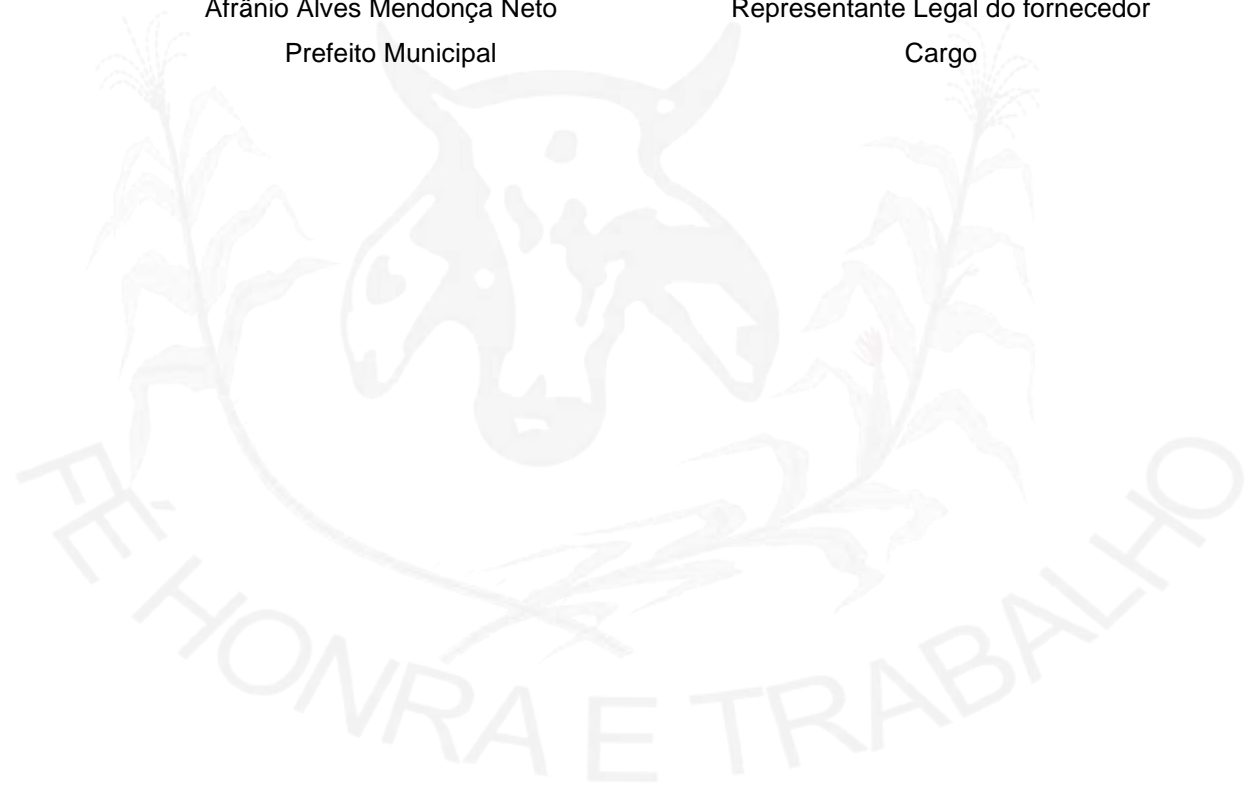 Afrânio Alves Mendonça Neto
Representante Legal do fornecedor
Prefeito Municipal
Cargo
FÉ HONRA E TRABALHO